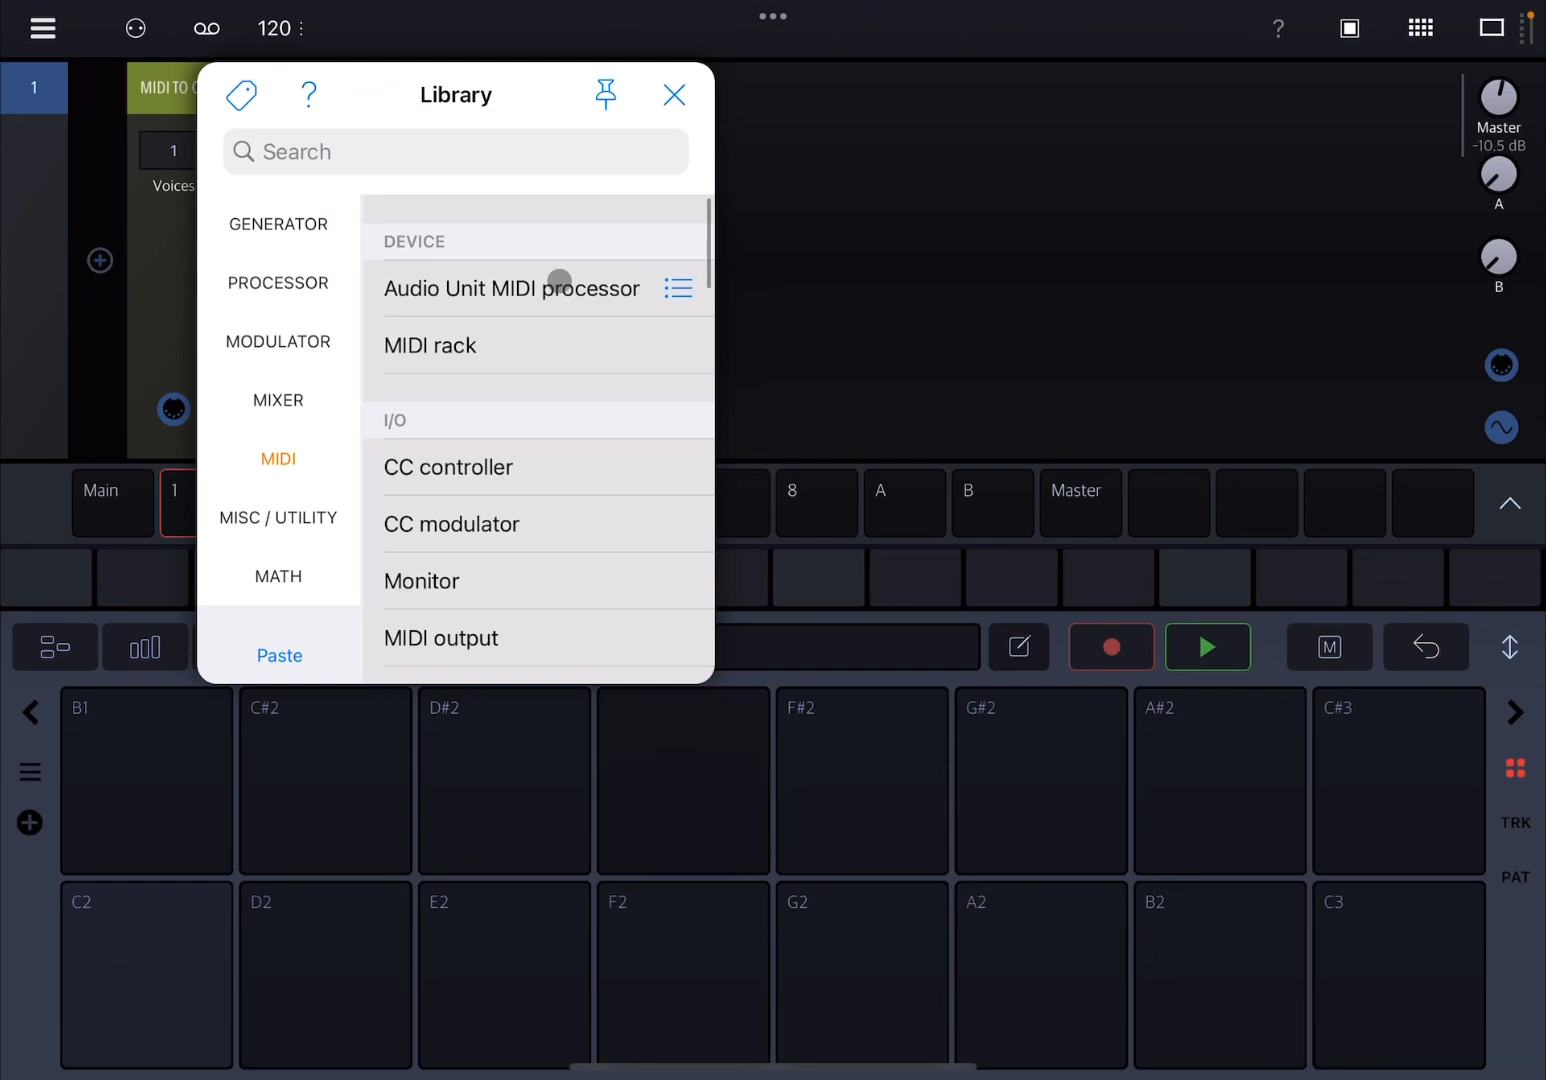 120
?
1
MIDI TO C
1
Voices
?
Library
Search
GENERATOR
PROCESSOR
MODULATOR
MIXER
MIDI
MISC / UTILITY
MATH
Paste
DEVICE
Audio Unit MIDI processor
MIDI rack
I/O
CC controller
CC modulator
Monitor
MIDI output
Master
-10.5 dB
A
B
Main
1
8
A
B
Master
M
B1
C#2
D#2
F#2
G#2
A#2
C#3
TRK
PAT
C2
D2
E2
F2
G2
A2
B2
C3